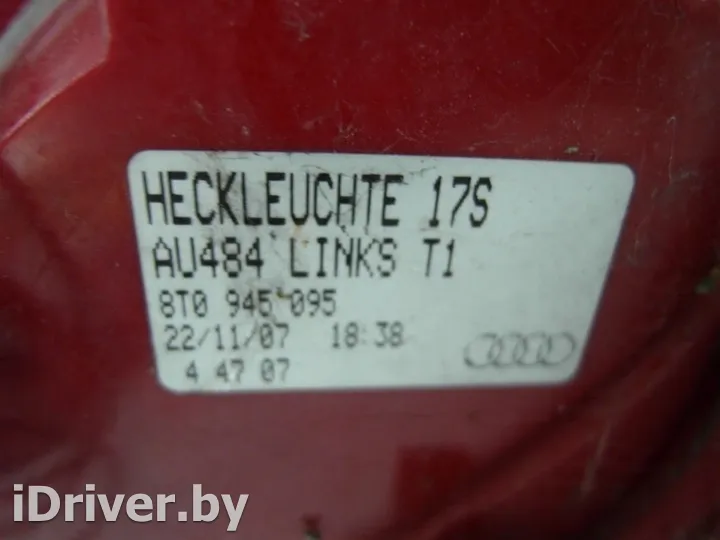 HECKLEUCHTE 17S
AU484 LINKS T1
8T0 945 095
22/11/07 18:38
4 47 07
iDriver.by